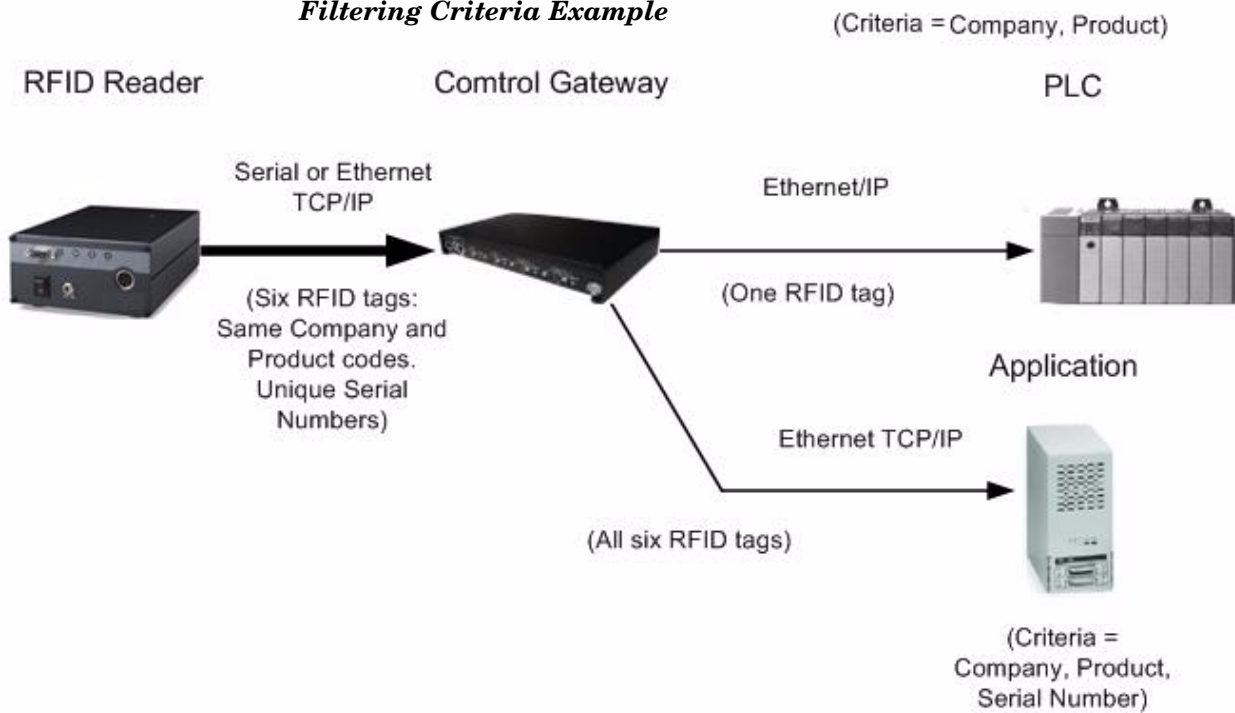 Filtering Criteria Example
(Criteria = Company, Product)
RFID Reader
Comtrol Gateway
PLC
Serial or Ethernet
TCP/IP
Ethernet/IP
(Six RFID tags:
Same Company and
Product codes.
Unique Serial
Numbers)
(One RFID tag)
Application
Ethernet TCP/IP
(All six RFID tags)
(Criteria =
Company, Product,
Serial Number)